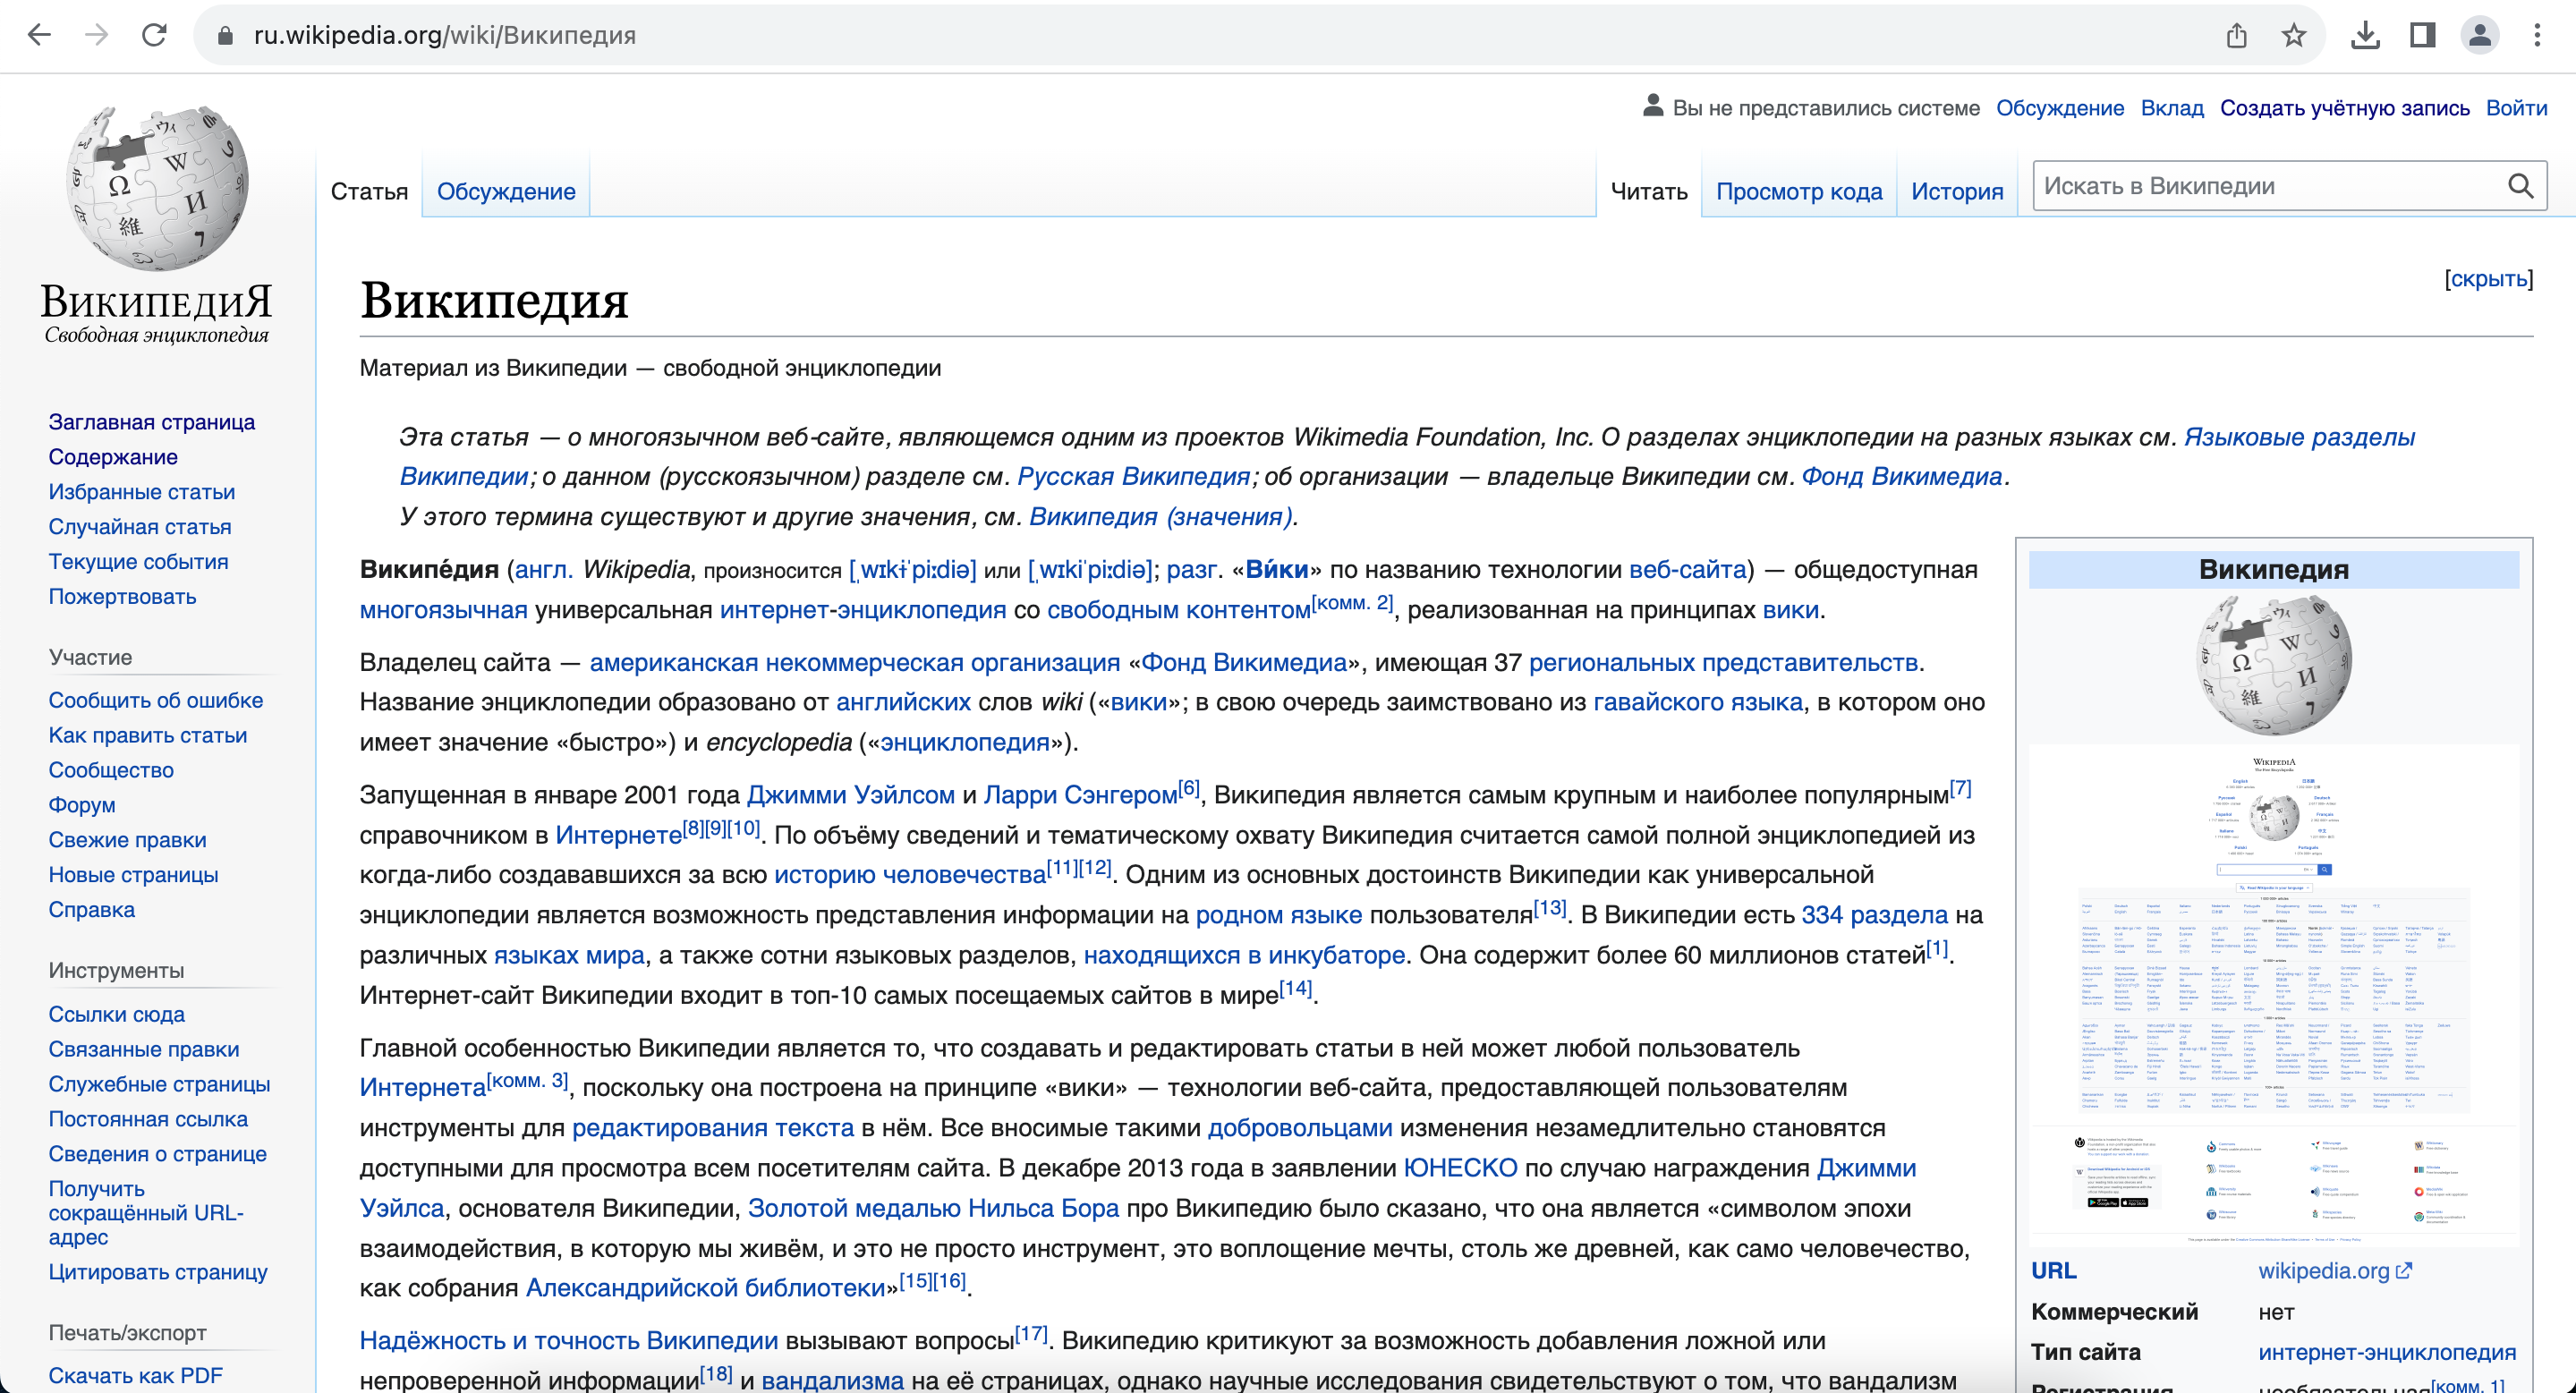 ru.wikipedia.org/wiki/Википедия
Вы не представились системе Обсуждение Вклад Создать учётную запись Войти
Статья Обсуждение Читать Просмотр кода История Искать в Википедии
ВИКИПЕДИЯ
Свободная энциклопедия
Заглавная страница
Содержание
Избранные статьи
Случайная статья
Текущие события
Пожертвовать
Участие
Сообщить об ошибке
Как править статьи
Сообщество
Форум
Свежие правки
Новые страницы
Справка
Инструменты
Ссылки сюда
Связанные правки
Служебные страницы
Постоянная ссылка
Сведения о странице
Получить
сокращённый URL-
адрес
Цитировать страницу
Печать/экспорт
Скачать как PDF
Википедия
[скрыть]
Материал из Википедии — свободной энциклопедии
Эта статья — о многоязычном веб-сайте, являющемся одним из проектов Wikimedia Foundation, Inc. О разделах энциклопедии на разных языках см. Языковые разделы
Википедии; о данном (русскоязычном) разделе см. Русская Википедия; об организации — владельце Википедии см. Фонд Викимедиа.
У этого термина существуют и другие значения, см. Википедия (значения).
Википе́дия (англ. Wikipedia, произносится [ˌwɪkɨˈpiːdiə] или [ˌwɪkiˈpiːdiə]; разг. «Ви́ки» по названию технологии веб-сайта) — общедоступная
многоязычная универсальная интернет-энциклопедия со свободным контентом[комм. 2], реализованная на принципах вики.
Владелец сайта — американская некоммерческая организация «Фонд Викимедиа», имеющая 37 региональных представительств.
Название энциклопедии образовано от английских слов wiki («вики»; в свою очередь заимствовано из гавайского языка, в котором оно
имеет значение «быстро») и encyclopedia («энциклопедия»).
Запущенная в январе 2001 года Джимми Уэйлсом и Ларри Сэнгером[6], Википедия является самым крупным и наиболее популярным[7]
справочником в Интернете[8][9][10]. По объёму сведений и тематическому охвату Википедия считается самой полной энциклопедией из
когда-либо создававшихся за всю историю человечества[11][12]. Одним из основных достоинств Википедии как универсальной
энциклопедии является возможность представления информации на родном языке пользователя[13]. В Википедии есть 334 раздела на
различных языках мира, а также сотни языковых разделов, находящихся в инкубаторе. Она содержит более 60 миллионов статей[1].
Интернет-сайт Википедии входит в топ-10 самых посещаемых сайтов в мире[14].
Главной особенностью Википедии является то, что создавать и редактировать статьи в ней может любой пользователь
Интернета[комм. 3], поскольку она построена на принципе «вики» — технологии веб-сайта, предоставляющей пользователям
инструменты для редактирования текста в нём. Все вносимые такими добровольцами изменения незамедлительно становятся
доступными для просмотра всем посетителям сайта. В декабре 2013 года в заявлении ЮНЕСКО по случаю награждения Джимми
Уэйлса, основателя Википедии, Золотой медалью Нильса Бора про Википедию было сказано, что она является «символом эпохи
взаимодействия, в которую мы живём, и это не просто инструмент, это воплощение мечты, столь же древней, как само человечество,
как собрания Александрийской библиотеки»[15][16].
Надёжность и точность Википедии вызывают вопросы[17]. Википедию критикуют за возможность добавления ложной или
непроверенной информации[18] и вандализма на её страницах, однако научные исследования свидетельствуют о том, что вандализм
Википедия
WIKIPEDIA
URL wikipedia.org
Коммерческий нет
Тип сайта интернет-энциклопедия
Регистрация необязательная[комм. 1]